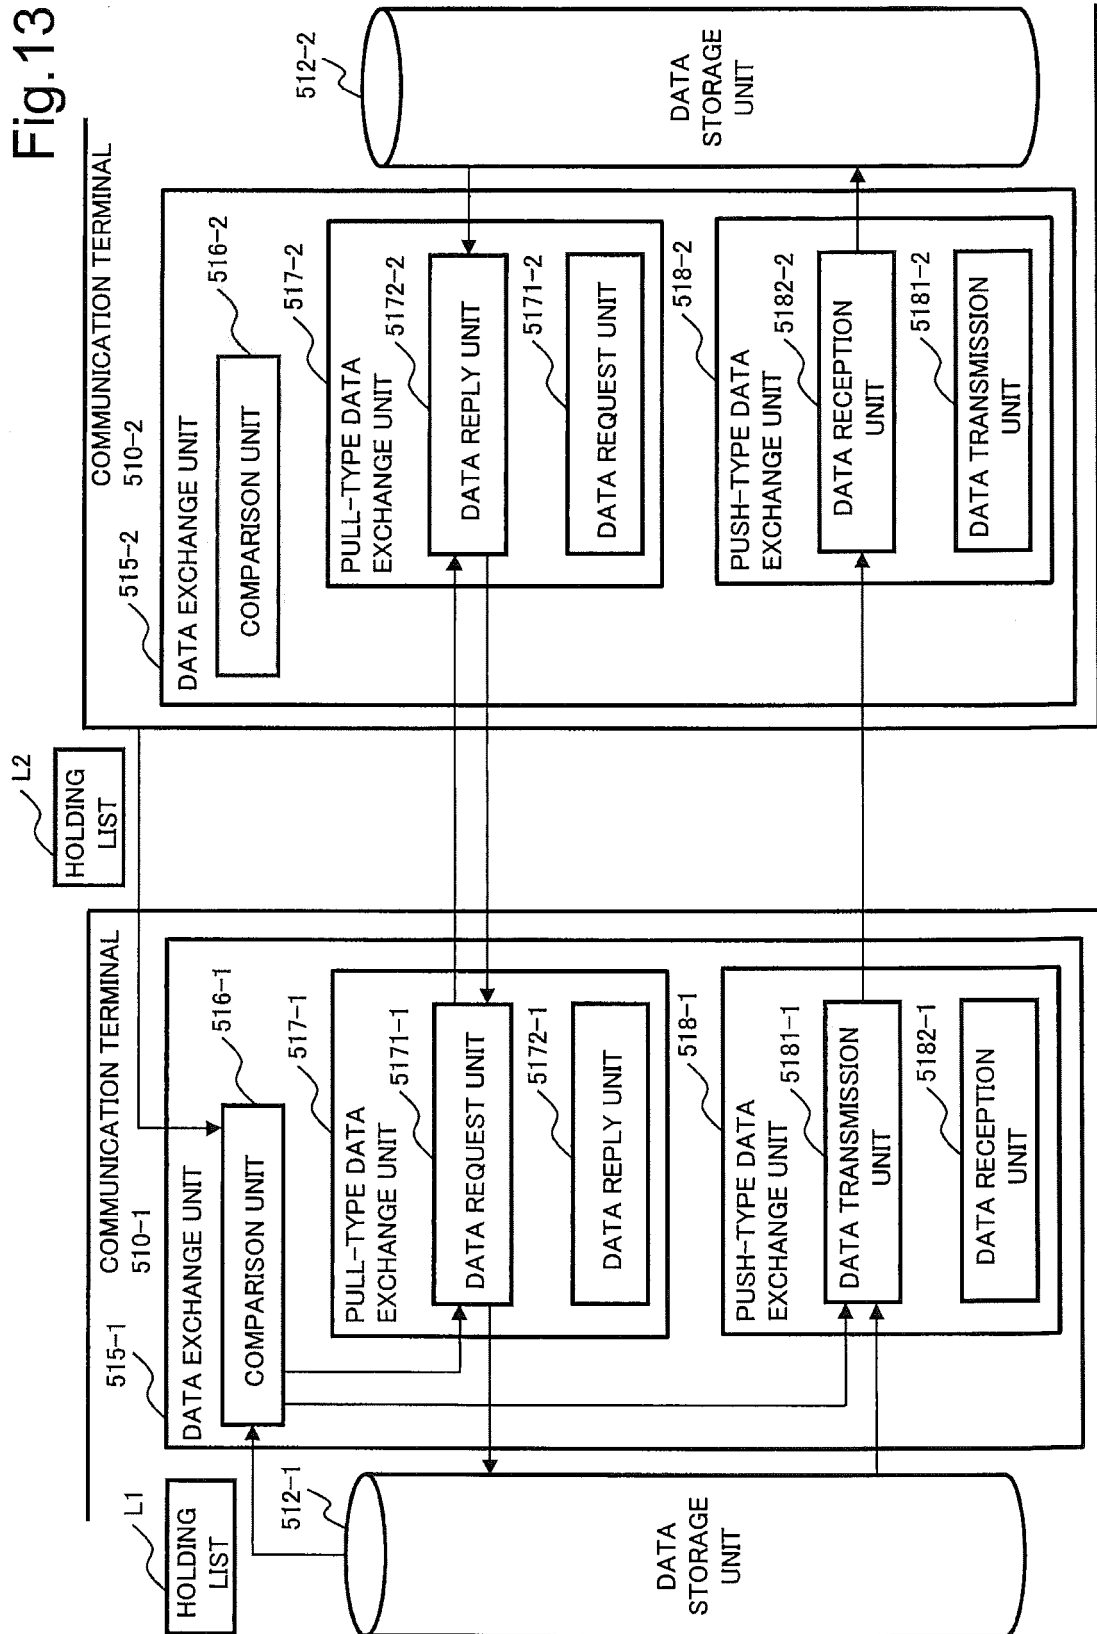 Fig.13
HOLDING
LIST
L1
512-1
DATA
STORAGE
UNIT
COMMUNICATION TERMINAL
510-1
515-1
DATA EXCHANGE UNIT
COMPARISON UNIT
516-1
PULL-TYPE DATA
EXCHANGE UNIT
517-1
DATA REQUEST UNIT
5171-1
DATA REPLY UNIT
5172-1
PUSH-TYPE DATA
EXCHANGE UNIT
518-1
DATA TRANSMISSION
UNIT
5181-1
DATA RECEPTION
UNIT
5182-1
HOLDING
LIST
L2
COMMUNICATION TERMINAL
510-2
515-2
DATA EXCHANGE UNIT
COMPARISON UNIT
516-2
PULL-TYPE DATA
EXCHANGE UNIT
517-2
DATA REPLY UNIT
5172-2
DATA REQUEST UNIT
5171-2
PUSH-TYPE DATA
EXCHANGE UNIT
518-2
DATA RECEPTION
UNIT
5182-2
DATA TRANSMISSION
UNIT
5181-2
512-2
DATA
STORAGE
UNIT